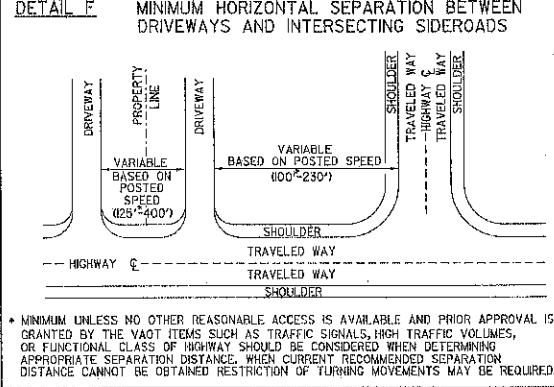 DETAIL F MINIMUM HORIZONTAL SEPARATION BETWEEN
DRIVEWAYS AND INTERSECTING SIDEROADS
DRIVEWAY
PROPERTY
LINE
DRIVEWAY
SHOULDER
TRAVELED WAY
HIGHWAY ℄
TRAVELED WAY
SHOULDER
VARIABLE
BASED ON
POSTED
SPEED
(125'*-400')
VARIABLE
BASED ON POSTED SPEED
(100'*-230')
SHOULDER
TRAVELED WAY
HIGHWAY ℄
TRAVELED WAY
SHOULDER
* MINIMUM UNLESS NO OTHER REASONABLE ACCESS IS AVAILABLE AND PRIOR APPROVAL IS
GRANTED BY THE VAOT ITEMS SUCH AS TRAFFIC SIGNALS, HIGH TRAFFIC VOLUMES,
OR FUNCTIONAL CLASS OF HIGHWAY SHOULD BE CONSIDERED WHEN DETERMINING
APPROPRIATE SEPARATION DISTANCE. WHEN CURRENT RECOMMENDED SEPARATION
DISTANCE CANNOT BE OBTAINED RESTRICTION OF TURNING MOVEMENTS MAY BE REQUIRED